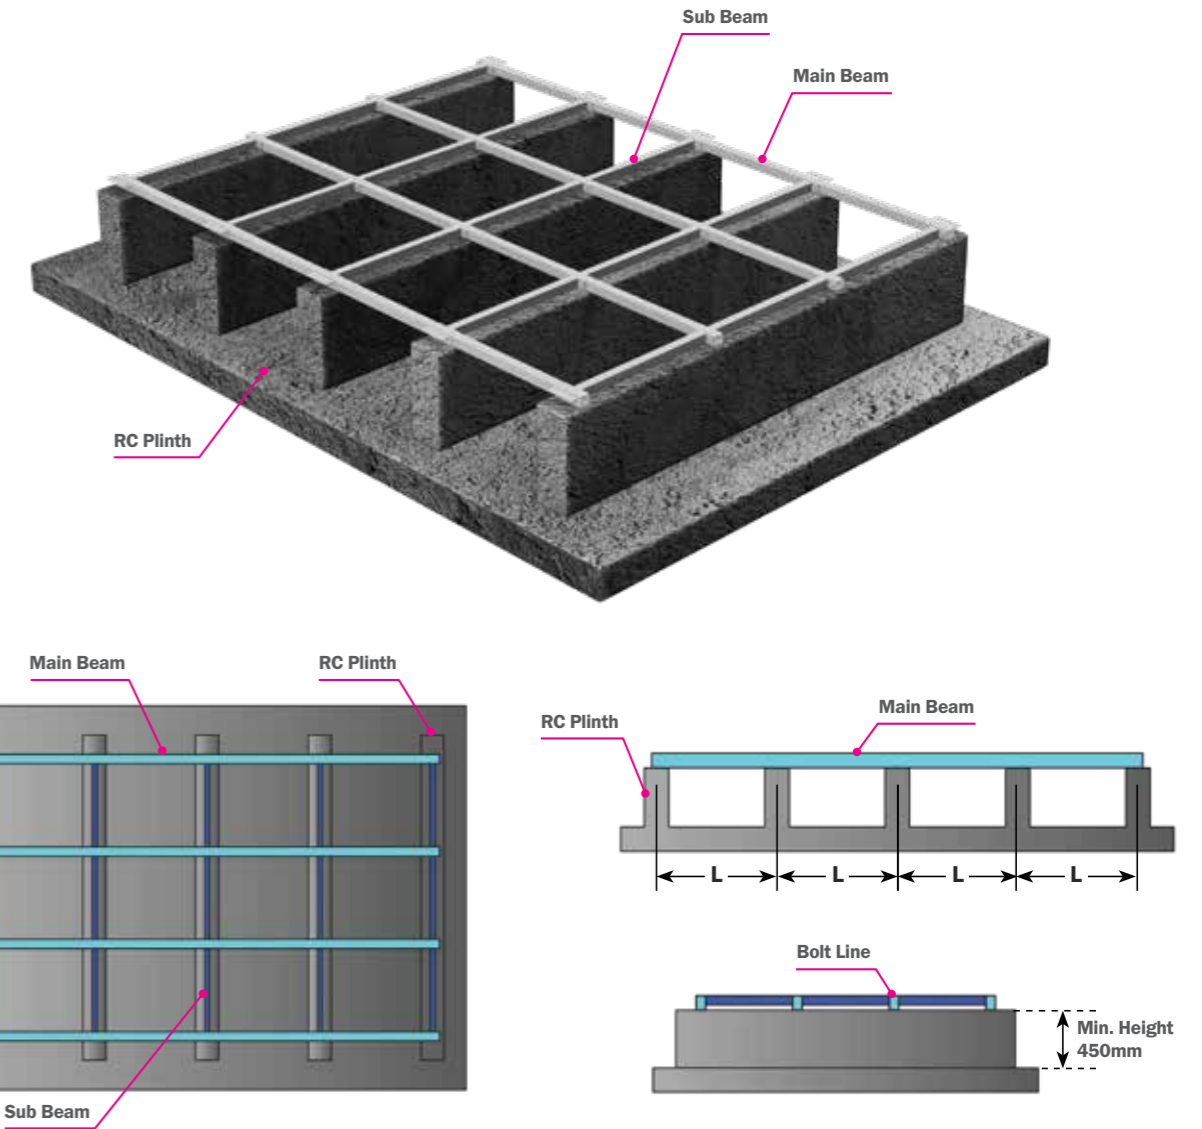 Sub Beam
Main Beam
RC Plinth
Main Beam
RC Plinth
Sub Beam
RC Plinth
Main Beam
L
L
L
L
Bolt Line
Min. Height
450mm